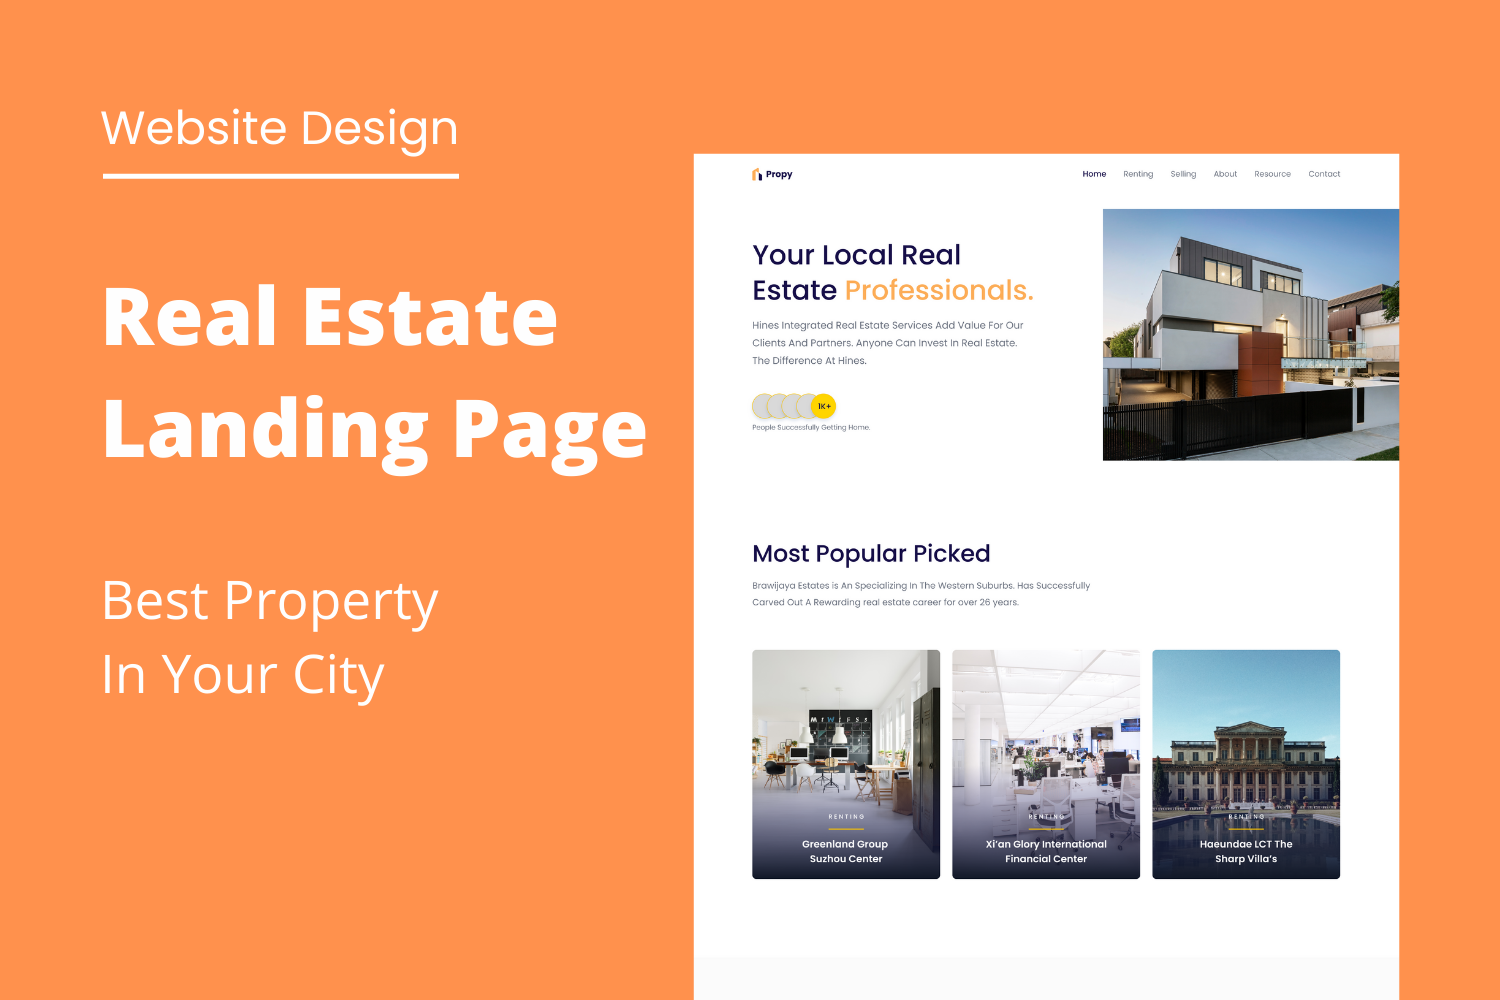 Website Design
Real Estate
Landing Page
Best Property
In Your City
Propy
Home Renting Selling About Resource Contact
Your Local Real
Estate Professionals.
Hines Integrated Real Estate Services Add Value For Our
Clients And Partners. Anyone Can Invest In Real Estate.
The Difference At Hines.
1K+
People Successfully Getting Home.
Most Popular Picked
Brawijaya Estates is An Specializing In The Western Suburbs. Has Successfully
Carved Out A Rewarding real estate career for over 26 years.
RENTING
Greenland Group
Suzhou Center
RENTING
Xi'an Glory International
Financial Center
RENTING
Haeundae LCT The
Sharp Villa's